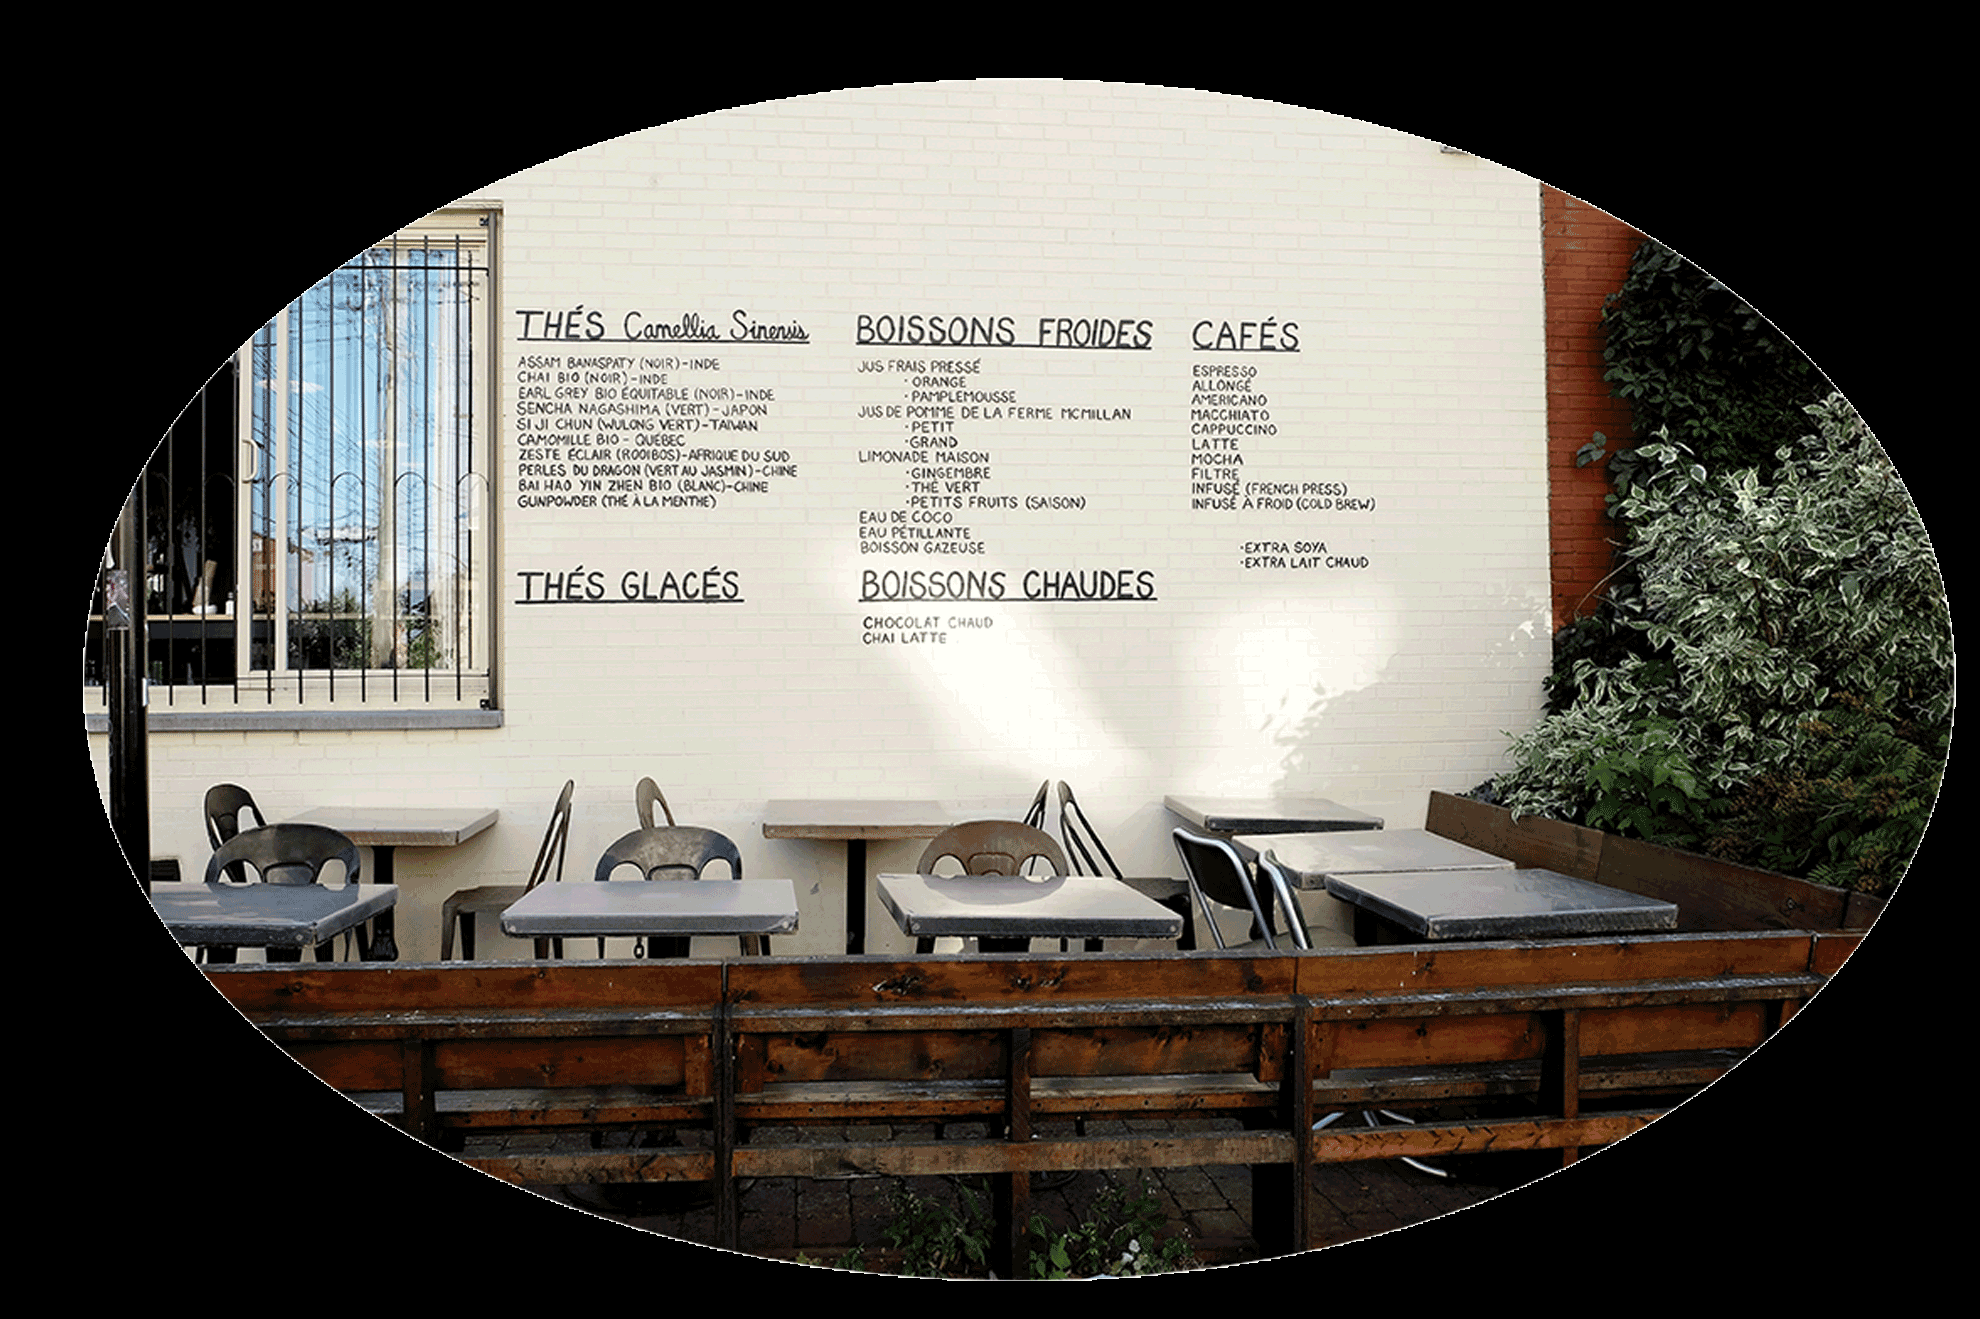 THÉS Camellia Sinensis
ASSAM BANASPATY (NOIR)-INDE
CHAI BIO (NOIR)-INDE
EARL GREY BIO ÉQUITABLE (NOIR)-INDE
SENCHA NAGASHIMA (VERT)-JAPON
SI JI CHUN (WULONG VERT)-TAIWAN
CAMOMILLE BIO - QUÉBEC
ZESTE ÉCLAIR (ROOIBOS)-AFRIQUE DU SUD
PERLES DU DRAGON (VERT AU JASMIN)-CHINE
BAI HAO YIN ZHEN BIO (BLANC)-CHINE
GUNPOWDER (THÉ À LA MENTHE)
THÉS GLACÉS
BOISSONS FROIDES
JUS FRAIS PRESSÉ
·ORANGE
·PAMPLEMOUSSE
JUS DE POMME DE LA FERME MCMILLAN
·PETIT
·GRAND
LIMONADE MAISON
·GINGEMBRE
·THÉ VERT
·PETITS FRUITS (SAISON)
EAU DE COCO
EAU PÉTILLANTE
BOISSON GAZEUSE
BOISSONS CHAUDES
CHOCOLAT CHAUD
CHAI LATTE
CAFÉS
ESPRESSO
ALLONGÉ
AMERICANO
MACCHIATO
CAPPUCCINO
LATTE
MOCHA
FILTRE
INFUSÉ (FRENCH PRESS)
INFUSÉ À FROID (COLD BREW)
·EXTRA SOYA
·EXTRA LAIT CHAUD